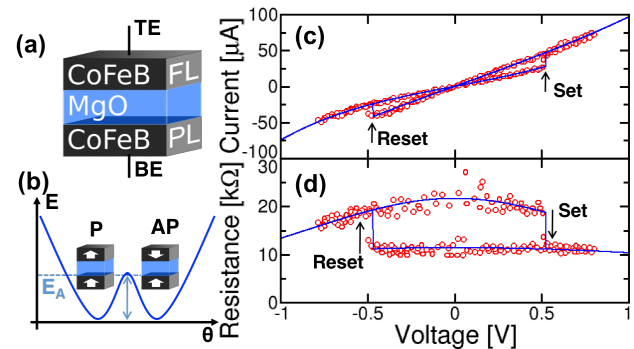 (a)
TE
CoFeB
FL
MgO
CoFeB
PL
BE
(b)
E
P
AP
E_A
θ
(c)
Current [μA]
100
50
0
-50
-100
Set
Reset
(d)
Resistance [kΩ]
30
20
10
0
Set
Reset
-1
-0.5
0
0.5
1
Voltage [V]